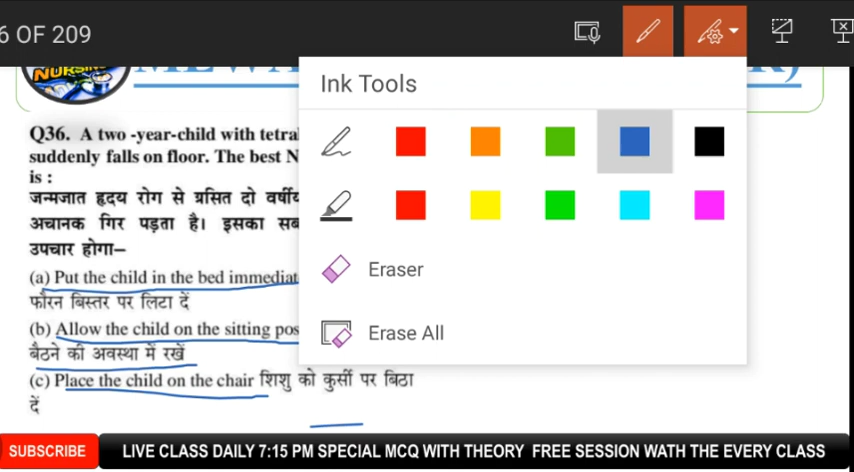 6 OF 209
NURSING
Ink Tools
Q36. A two -year-child with tetra
suddenly falls on floor. The best N
is :
जन्मजात हृदय रोग से ग्रसित दो वर्षीय
अचानक गिर पड़ता है। इसका सब
उपचार होगा–
(a) Put the child in the bed immediat
फौरन बिस्तर पर लिटा दें
(b) Allow the child on the sitting pos
बैठने की अवस्था में रखें
(c) Place the child on the chair शिशु को कुर्सी पर बिठा
दें
Eraser
Erase All
SUBSCRIBE
LIVE CLASS DAILY 7:15 PM SPECIAL MCQ WITH THEORY FREE SESSION WATH THE EVERY CLASS